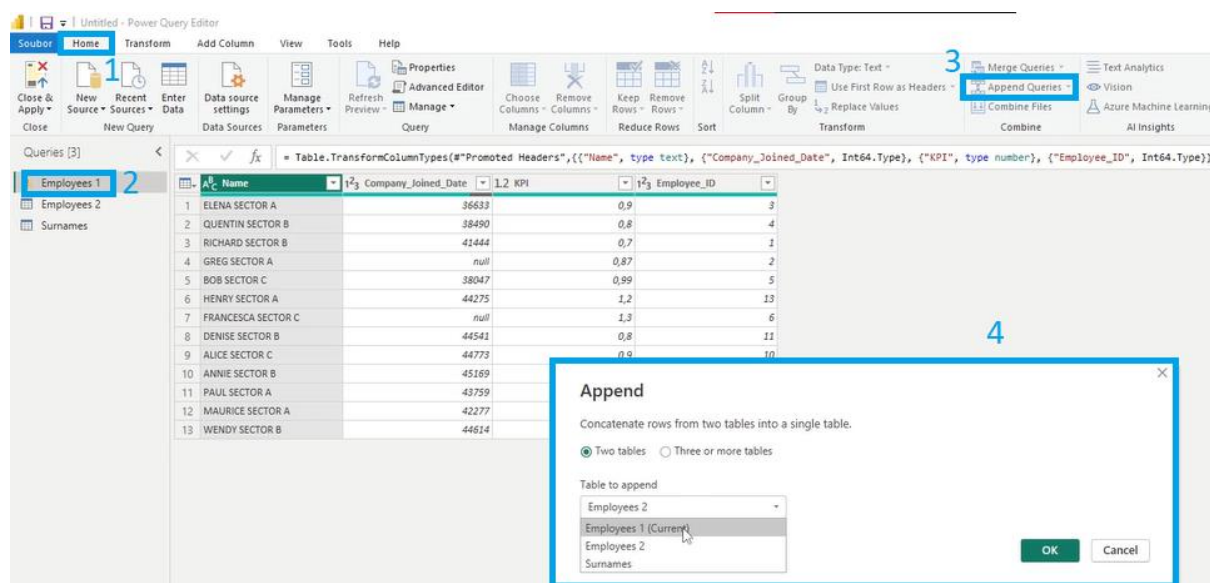 Untitled - Power Query Editor
Soubor Home Transform Add Column View Tools Help
1
3
Close & Apply
New Source
Recent Sources
Enter Data
Data source settings
Manage Parameters
Refresh Preview
Properties
Advanced Editor
Manage
Choose Columns
Remove Columns
Keep Rows
Remove Rows
Split Column
Group By
Data Type: Text
Use First Row as Headers
Replace Values
Merge Queries
Append Queries
Combine Files
Text Analytics
Vision
Azure Machine Learning
Close New Query Data Sources Parameters Query Manage Columns Reduce Rows Sort Transform Combine AI Insights
Queries [3]
= Table.TransformColumnTypes(#"Promoted Headers",{{"Name", type text}, {"Company_Joined_Date", Int64.Type}, {"KPI", type number}, {"Employee_ID", Int64.Type}}
Employees 1
2
Employees 2
Surnames
Name Company_Joined_Date 1.2 KPI Employee_ID
1 ELENA SECTOR A 36633 0,9 3
2 QUENTIN SECTOR B 38490 0,8 4
3 RICHARD SECTOR B 41444 0,7 1
4 GREG SECTOR A null 0,87 2
5 BOB SECTOR C 38047 0,99 5
6 HENRY SECTOR A 44275 1,2 13
7 FRANCESCA SECTOR C null 1,3 6
8 DENISE SECTOR B 44541 0,8 11
9 ALICE SECTOR C 44773 0,9 10
10 ANNIE SECTOR B 45169
11 PAUL SECTOR A 43759
12 MAURICE SECTOR A 42277
13 WENDY SECTOR B 44614
4
Append
Concatenate rows from two tables into a single table.
Two tables Three or more tables
Table to append
Employees 2
Employees 1 (Current)
Employees 2
Surnames
OK Cancel